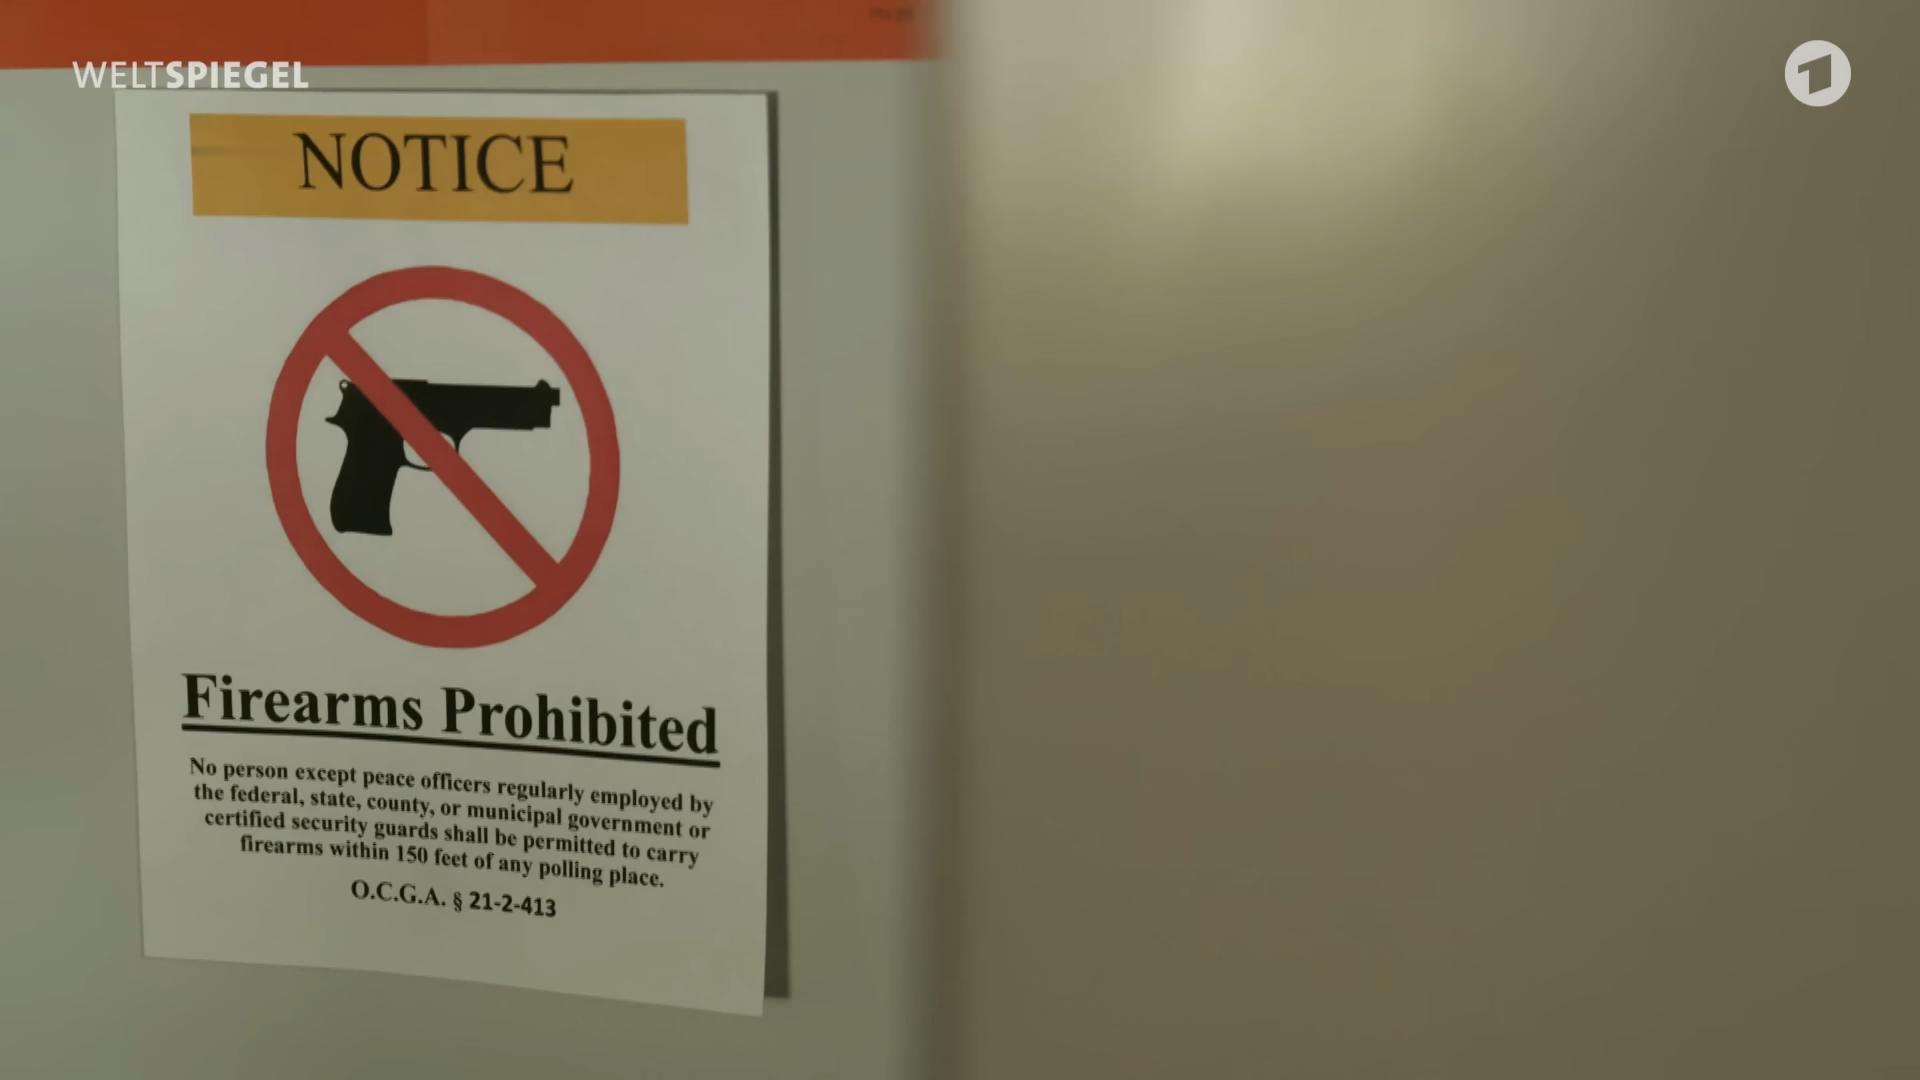 WELTSPIEGEL
NOTICE
Firearms Prohibited
No person except peace officers regularly employed by
the federal, state, county, or municipal government or
certified security guards shall be permitted to carry
firearms within 150 feet of any polling place.
O.C.G.A. § 21-2-413